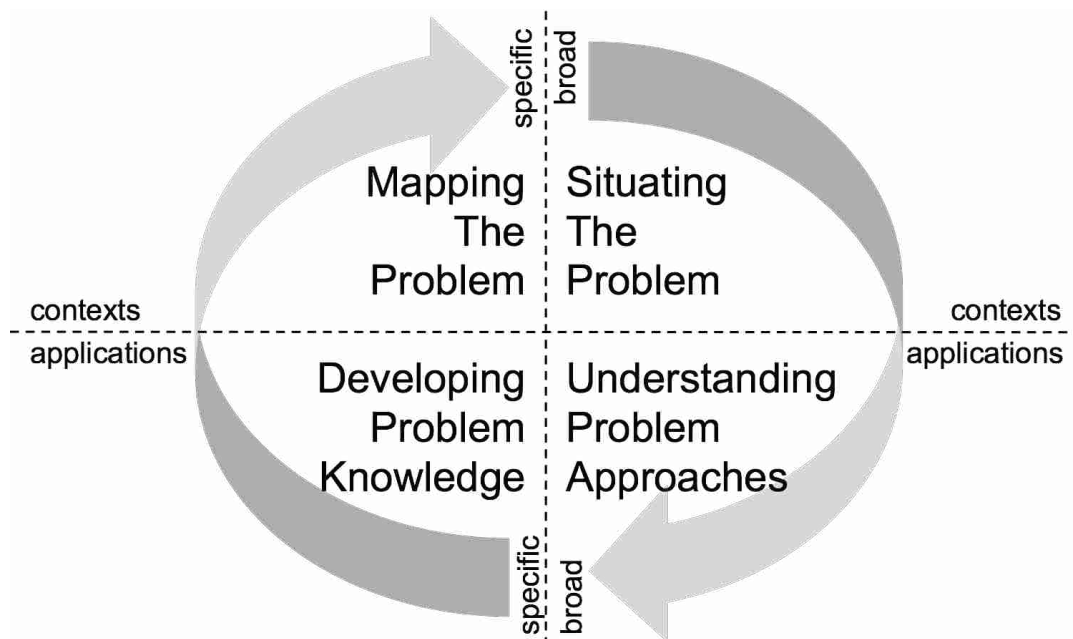 specific
broad
Mapping
The
Problem
Situating
The
Problem
contexts
applications
contexts
applications
Developing
Problem
Knowledge
Understanding
Problem
Approaches
specific
broad